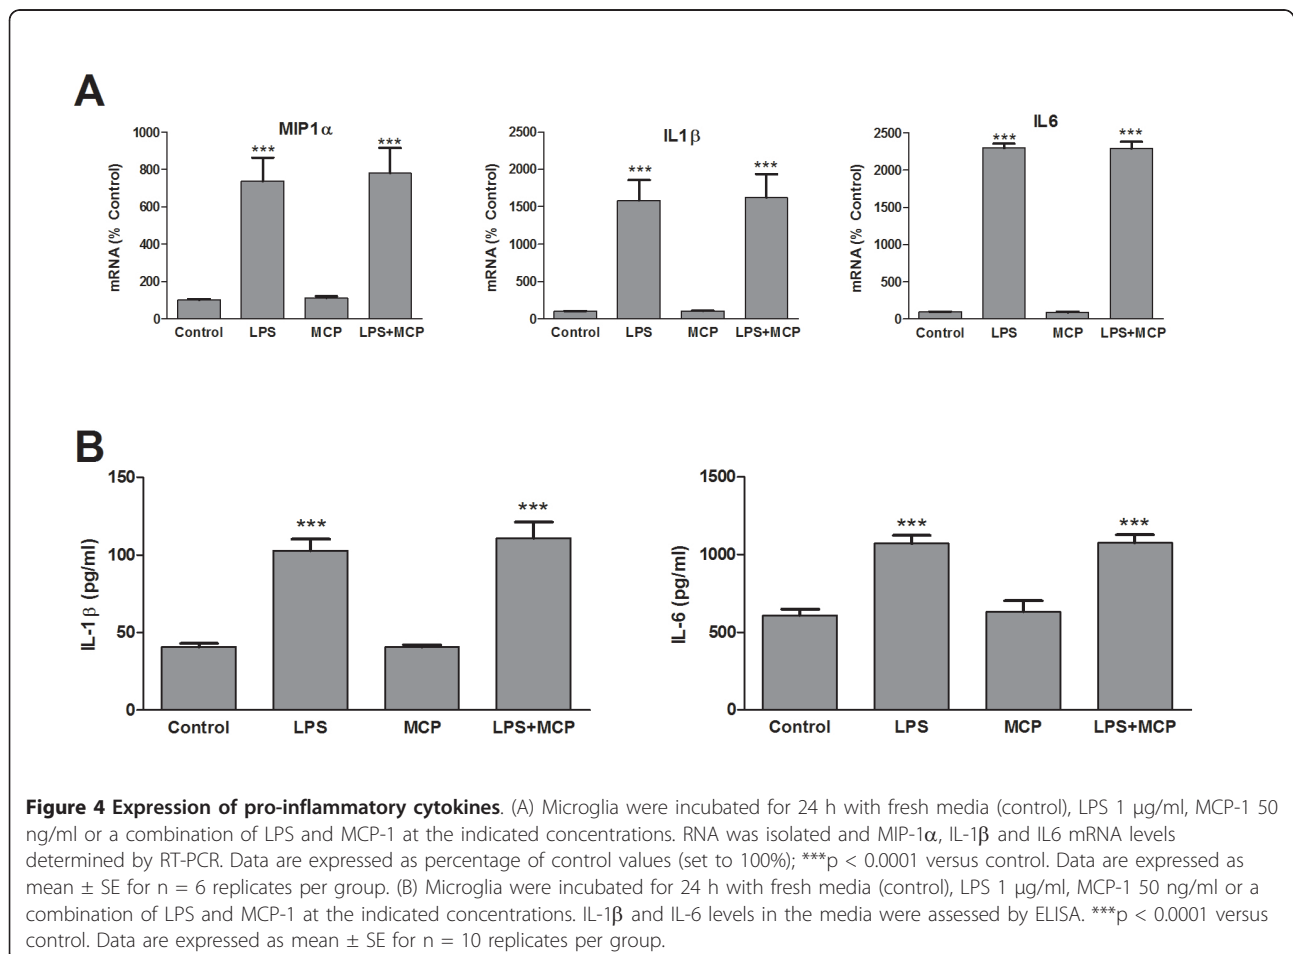 A
MIP1α
mRNA (% Control)
1000
800
600
400
200
0
***
***
Control LPS MCP LPS+MCP
IL1β
mRNA (% Control)
2500
2000
1500
1000
500
0
***
***
Control LPS MCP LPS+MCP
IL6
mRNA (% Control)
2500
2000
1500
1000
500
0
***
***
Control LPS MCP LPS+MCP
B
IL-1β (pg/ml)
150
100
50
0
***
***
Control LPS MCP LPS+MCP
IL-6 (pg/ml)
1500
1000
500
0
***
***
Control LPS MCP LPS+MCP
Figure 4 Expression of pro-inflammatory cytokines. (A) Microglia were incubated for 24 h with fresh media (control), LPS 1 μg/ml, MCP-1 50
ng/ml or a combination of LPS and MCP-1 at the indicated concentrations. RNA was isolated and MIP-1α, IL-1β and IL6 mRNA levels
determined by RT-PCR. Data are expressed as percentage of control values (set to 100%); ***p < 0.0001 versus control. Data are expressed as
mean ± SE for n = 6 replicates per group. (B) Microglia were incubated for 24 h with fresh media (control), LPS 1 μg/ml, MCP-1 50 ng/ml or a
combination of LPS and MCP-1 at the indicated concentrations. IL-1β and IL-6 levels in the media were assessed by ELISA. ***p < 0.0001 versus
control. Data are expressed as mean ± SE for n = 10 replicates per group.